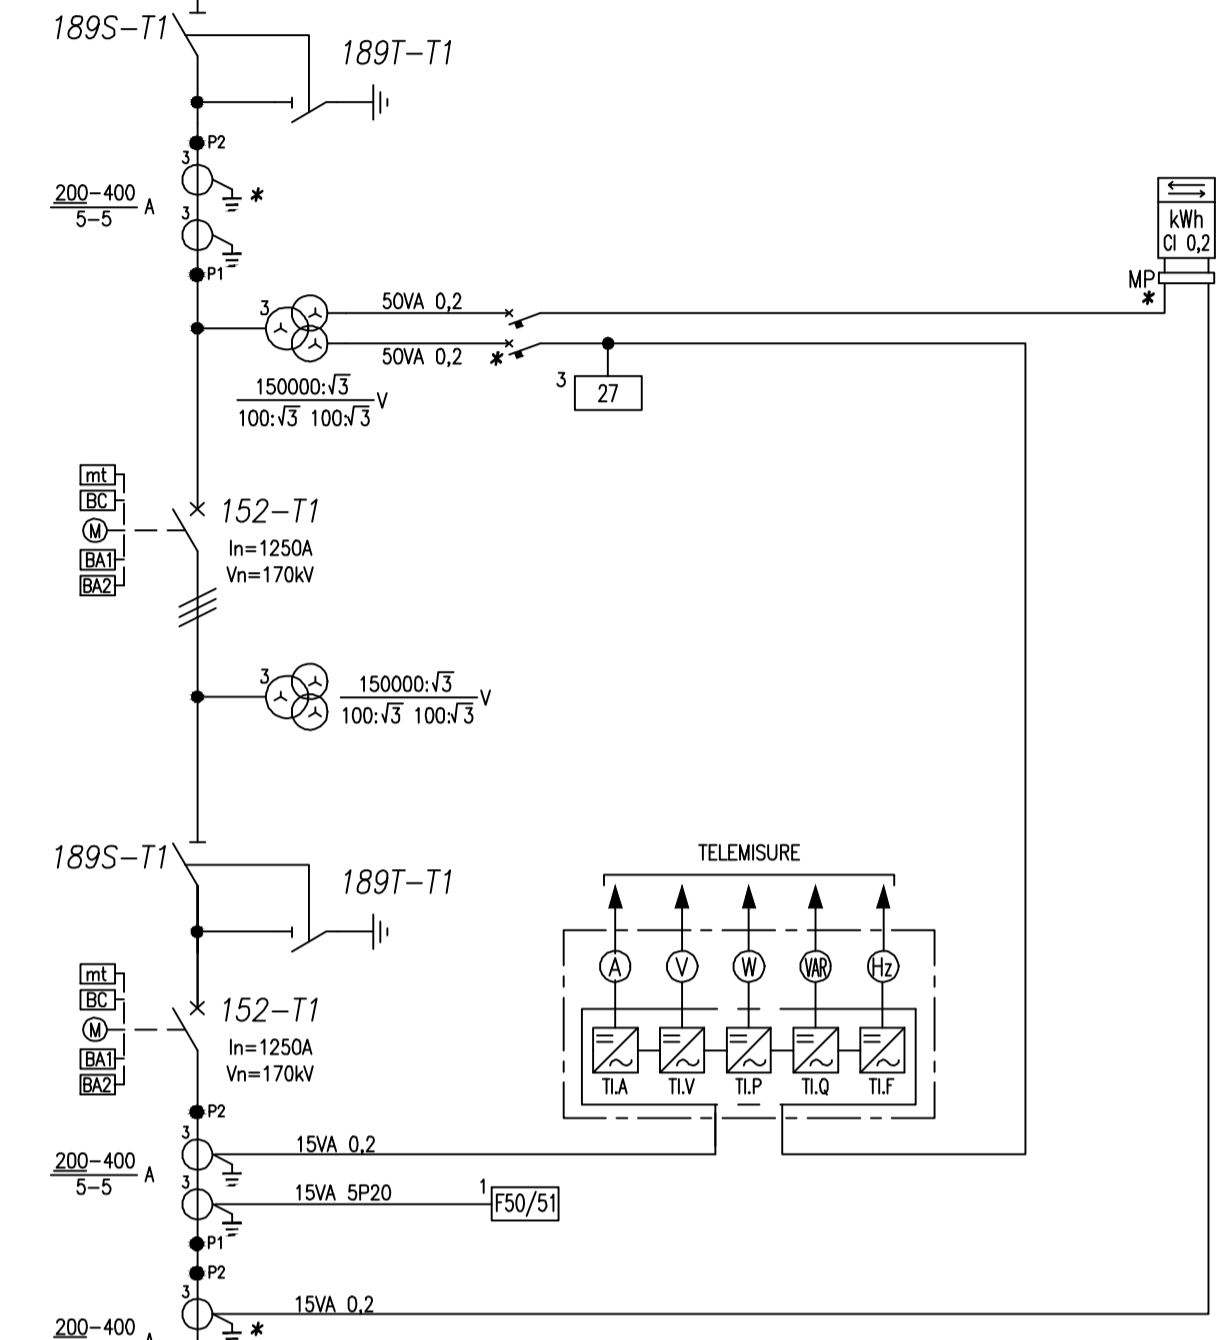 189S-T1
189T-T1
P2
3
*
200-400
5-5
A
3
P1
kWh
Cl 0,2
MP
*
3
50VA 0,2
50VA 0,2
*
150000:√3
100:√3 100:√3
V
3
27
mt
BC
M
BA1
BA2
152-T1
In=1250A
Vn=170kV
3
150000:√3
100:√3 100:√3
V
189S-T1
189T-T1
TELEMISURE
A
V
W
VAR
Hz
TI.A
TI.V
TI.P
TI.Q
TI.F
mt
BC
M
BA1
BA2
152-T1
In=1250A
Vn=170kV
P2
3
15VA 0,2
200-400
5-5
A
3
15VA 5P20
1
F50/51
P1
P2
3
15VA 0,2
*
200-400
A